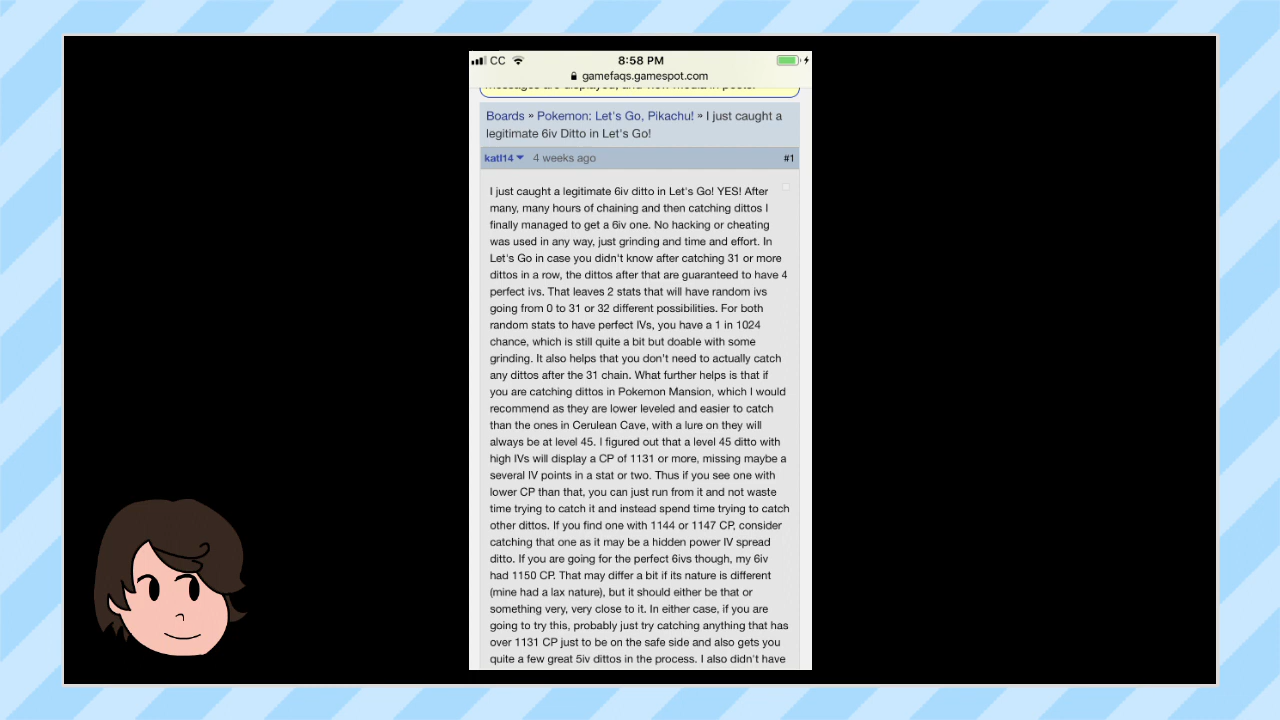 CC 8:58 PM
gamefaqs.gamespot.com
messages are displayed, and view media in posts.
Boards » Pokemon: Let's Go, Pikachu! » I just caught a
legitimate 6iv Ditto in Let's Go!
katl14 4 weeks ago #1
I just caught a legitimate 6iv ditto in Let's Go! YES! After
many, many hours of chaining and then catching dittos I
finally managed to get a 6iv one. No hacking or cheating
was used in any way, just grinding and time and effort. In
Let's Go in case you didn't know after catching 31 or more
dittos in a row, the dittos after that are guaranteed to have 4
perfect ivs. That leaves 2 stats that will have random ivs
going from 0 to 31 or 32 different possibilities. For both
random stats to have perfect IVs, you have a 1 in 1024
chance, which is still quite a bit but doable with some
grinding. It also helps that you don't need to actually catch
any dittos after the 31 chain. What further helps is that if
you are catching dittos in Pokemon Mansion, which I would
recommend as they are lower leveled and easier to catch
than the ones in Cerulean Cave, with a lure on they will
always be at level 45. I figured out that a level 45 ditto with
high IVs will display a CP of 1131 or more, missing maybe a
several IV points in a stat or two. Thus if you see one with
lower CP than that, you can just run from it and not waste
time trying to catch it and instead spend time trying to catch
other dittos. If you find one with 1144 or 1147 CP, consider
catching that one as it may be a hidden power IV spread
ditto. If you are going for the perfect 6ivs though, my 6iv
had 1150 CP. That may differ a bit if its nature is different
(mine had a lax nature), but it should either be that or
something very, very close to it. In either case, if you are
going to try this, probably just try catching anything that has
over 1131 CP just to be on the safe side and also gets you
quite a few great 5iv dittos in the process. I also didn't have